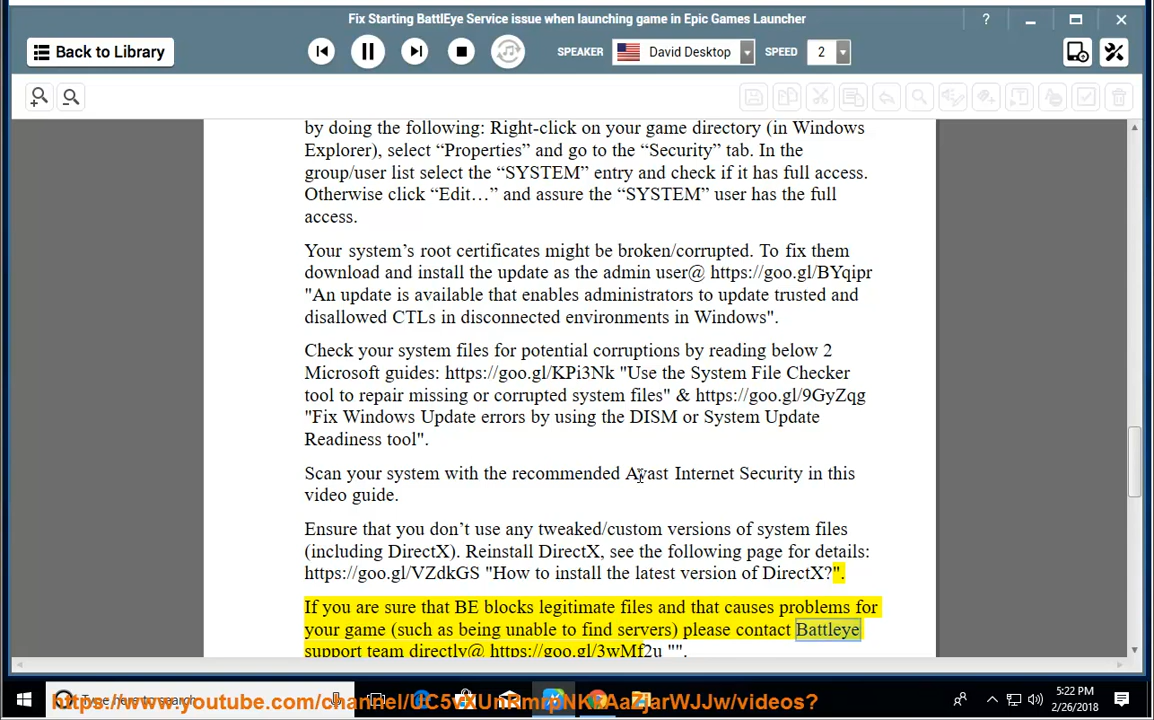 Fix Starting BattlEye Service issue when launching game in Epic Games Launcher
Back to Library
SPEAKER
David Desktop
SPEED
2
by doing the following: Right-click on your game directory (in Windows
Explorer), select “Properties” and go to the “Security” tab. In the
group/user list select the “SYSTEM” entry and check if it has full access.
Otherwise click “Edit…” and assure the “SYSTEM” user has the full
access.
Your system’s root certificates might be broken/corrupted. To fix them
download and install the update as the admin user@ https://goo.gl/BYqipr
"An update is available that enables administrators to update trusted and
disallowed CTLs in disconnected environments in Windows".
Check your system files for potential corruptions by reading below 2
Microsoft guides: https://goo.gl/KPi3Nk "Use the System File Checker
tool to repair missing or corrupted system files" & https://goo.gl/9GyZqg
"Fix Windows Update errors by using the DISM or System Update
Readiness tool".
Scan your system with the recommended Avast Internet Security in this
video guide.
Ensure that you don’t use any tweaked/custom versions of system files
(including DirectX). Reinstall DirectX, see the following page for details:
https://goo.gl/VZdkGS "How to install the latest version of DirectX?".
If you are sure that BE blocks legitimate files and that causes problems for
your game (such as being unable to find servers) please contact Battleye
support team directly@ https://goo.gl/3wMf2u "".
Type here to search
5:22 PM
2/26/2018